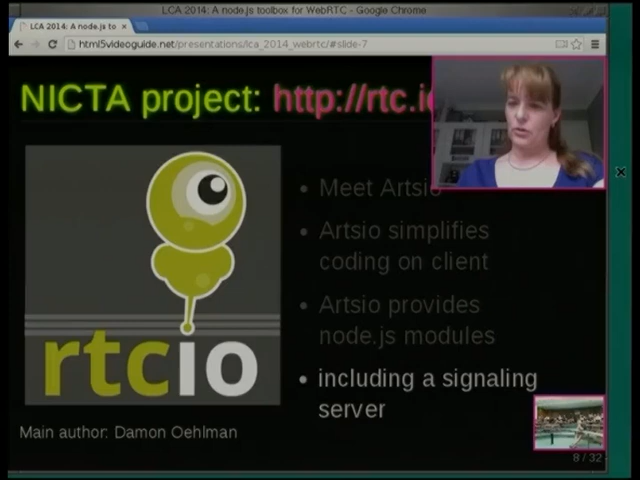 LCA 2014: A node.js toolbox for WebRTC - Google Chrome
LCA 2014: A node.js to ×
html5videoguide.net/presentations/lca_2014_webrtc/#slide-7
NICTA project: http://rtc.io
• Meet Artsio
• Artsio simplifies
coding on client
• Artsio provides
node.js modules
• including a signaling
server
rtcio
Main author: Damon Oehlman
8 / 32